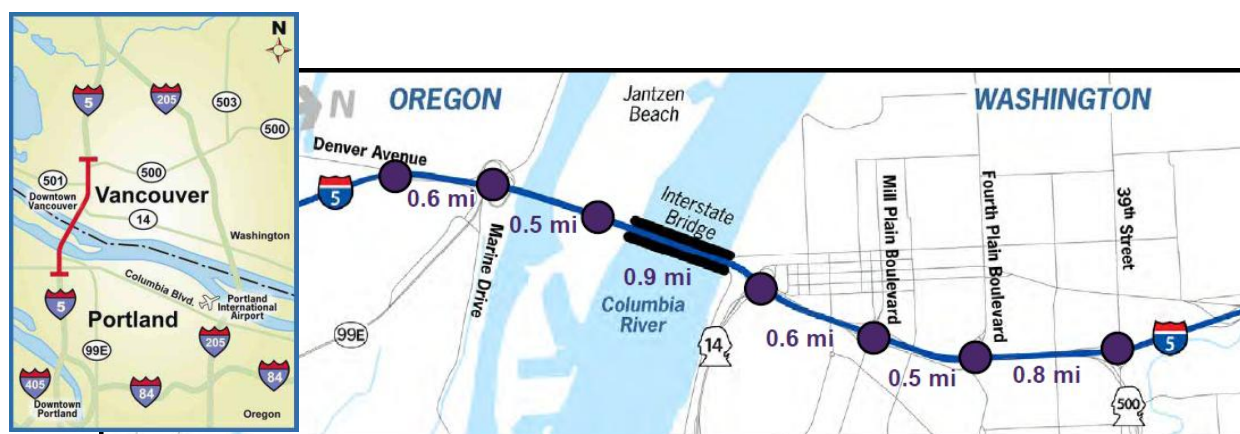 N
5
205
503
500
500
501
Downtown
Vancouver
Vancouver
14
Washington
Columbia Blvd.
Portland
International
Airport
5
Portland
205
99E
405
84
84
Downtown
Portland
Oregon
N
OREGON
Jantzen
Beach
WASHINGTON
Denver Avenue
5
0.6 mi
0.5 mi
Marine Drive
Interstate
Bridge
0.9 mi
Columbia
River
99E
14
0.6 mi
Mill Plain Boulevard
0.5 mi
Fourth Plain Boulevard
0.8 mi
39th Street
5
500